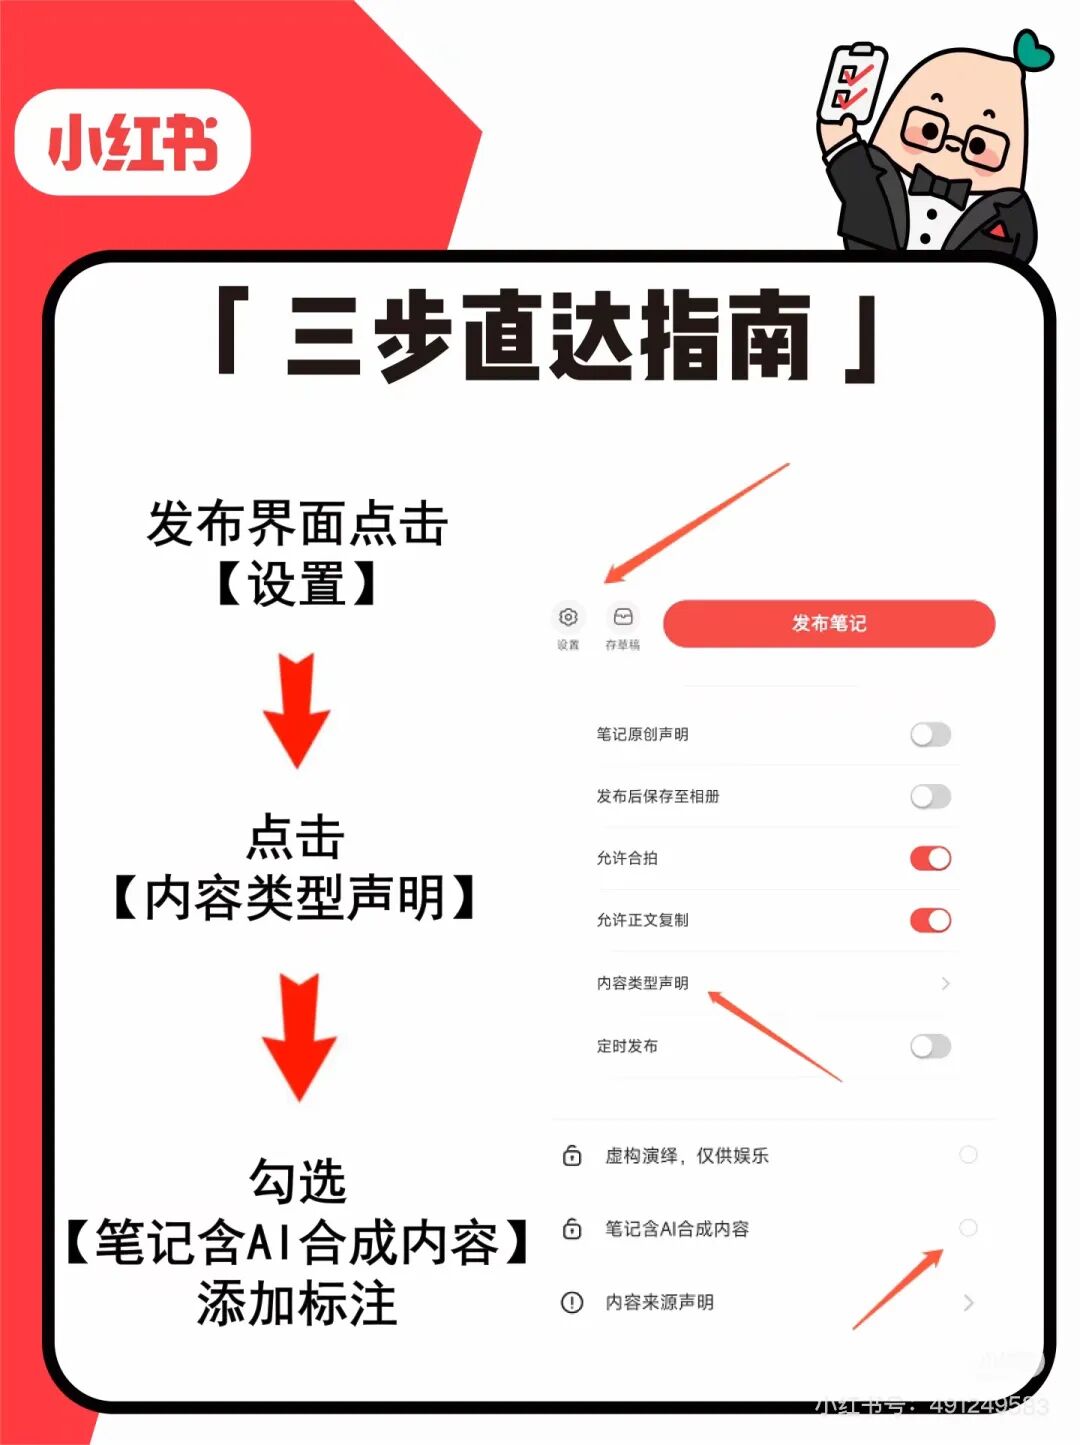 小红书
「三步直达指南」
发布界面点击
【设置】
设置
存草稿
发布笔记
笔记原创声明
发布后保存至相册
允许合拍
允许正文复制
内容类型声明
定时发布
点击
【内容类型声明】
虚构演绎，仅供娱乐
笔记含AI合成内容
内容来源声明
勾选
【笔记含AI合成内容】
添加标注
小红书号：491249583